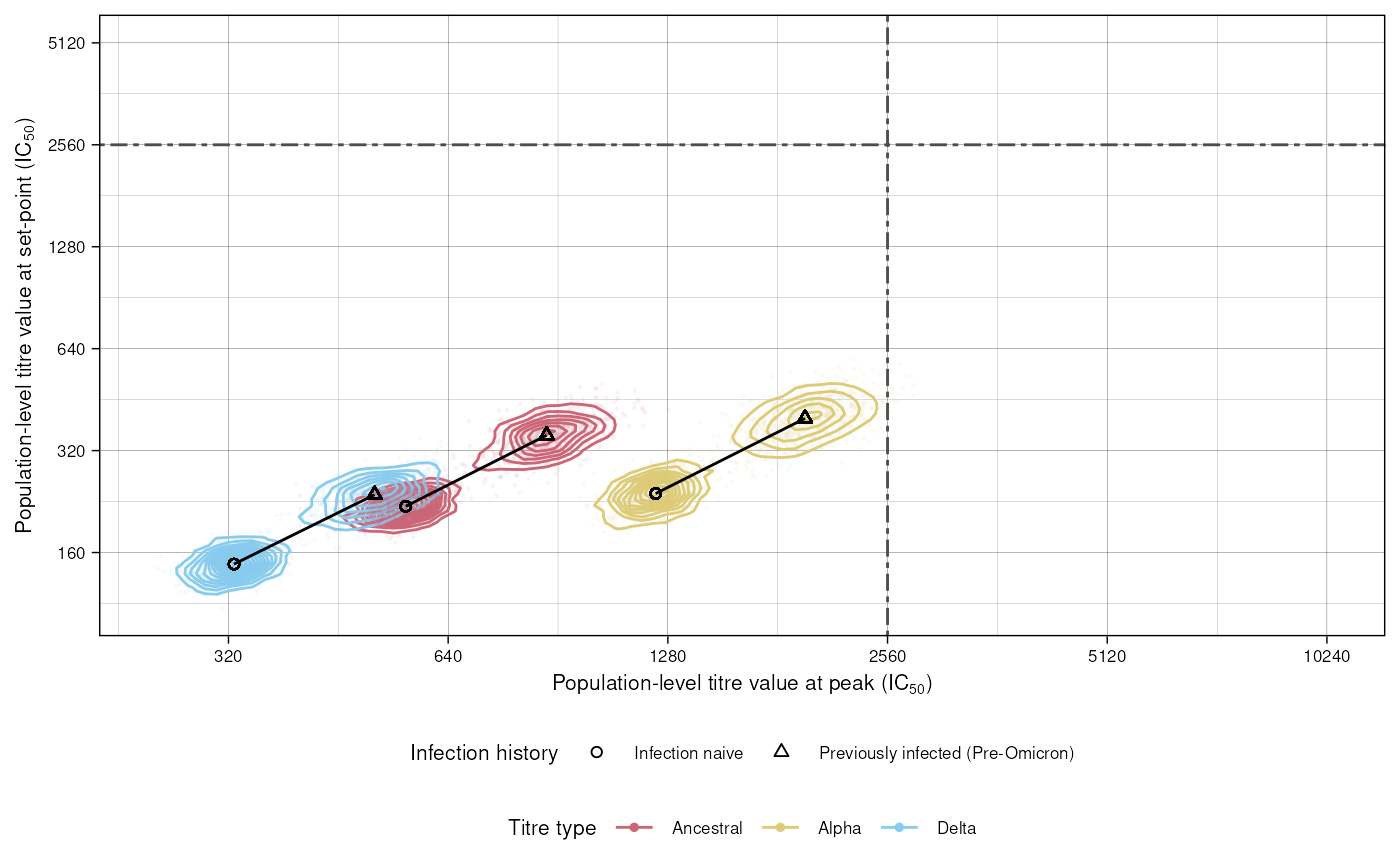 Population-level titre value at set-point (IC50)
5120
2560
1280
640
320
160
320 640 1280 2560 5120 10240
Population-level titre value at peak (IC50)
Infection history Infection naive Previously infected (Pre-Omicron)
Titre type Ancestral Alpha Delta